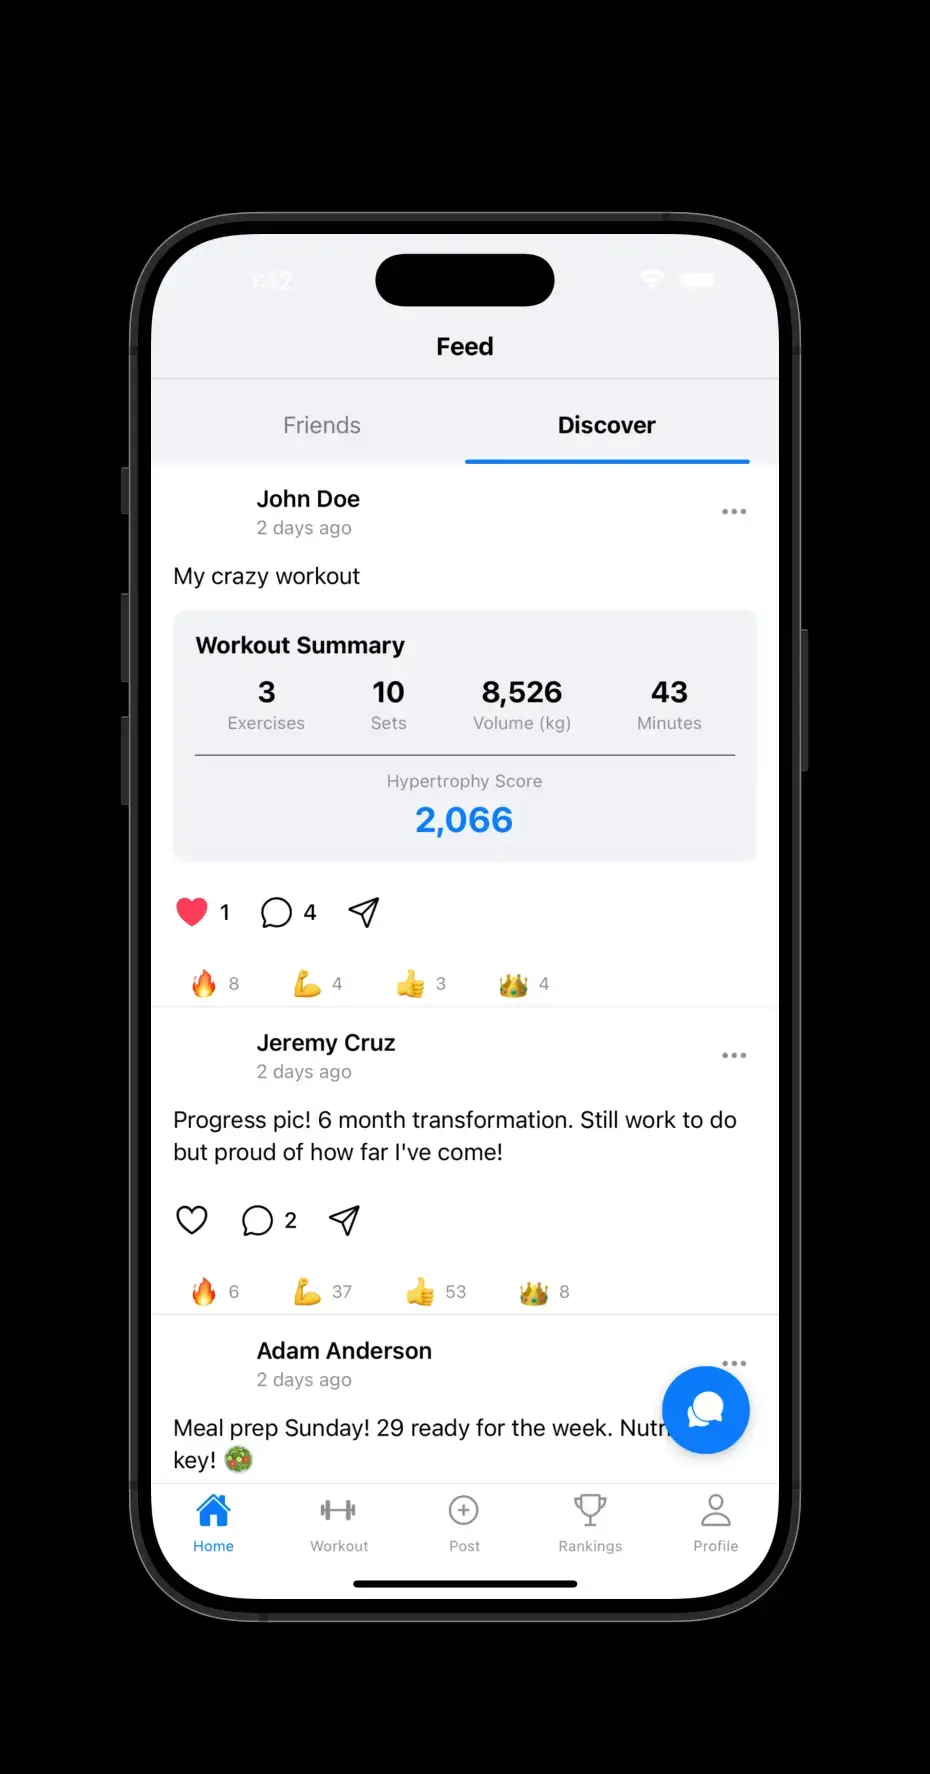 Feed
Friends Discover
John Doe
2 days ago
My crazy workout
Workout Summary
3 10 8,526 43
Exercises Sets Volume (kg) Minutes
Hypertrophy Score
2,066
1 4
8 4 3 4
Jeremy Cruz
2 days ago
Progress pic! 6 month transformation. Still work to do
but proud of how far I've come!
2
6 37 53 8
Adam Anderson
2 days ago
Meal prep Sunday! 29 ready for the week.
key!
Home Workout Post Rankings Profile